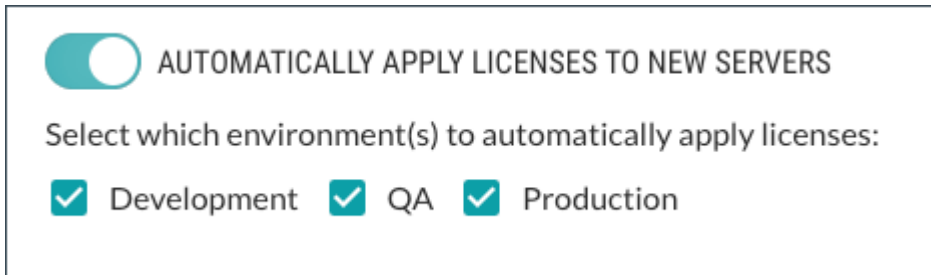 AUTOMATICALLY APPLY LICENSES TO NEW SERVERS
Select which environment(s) to automatically apply licenses:
Development QA Production